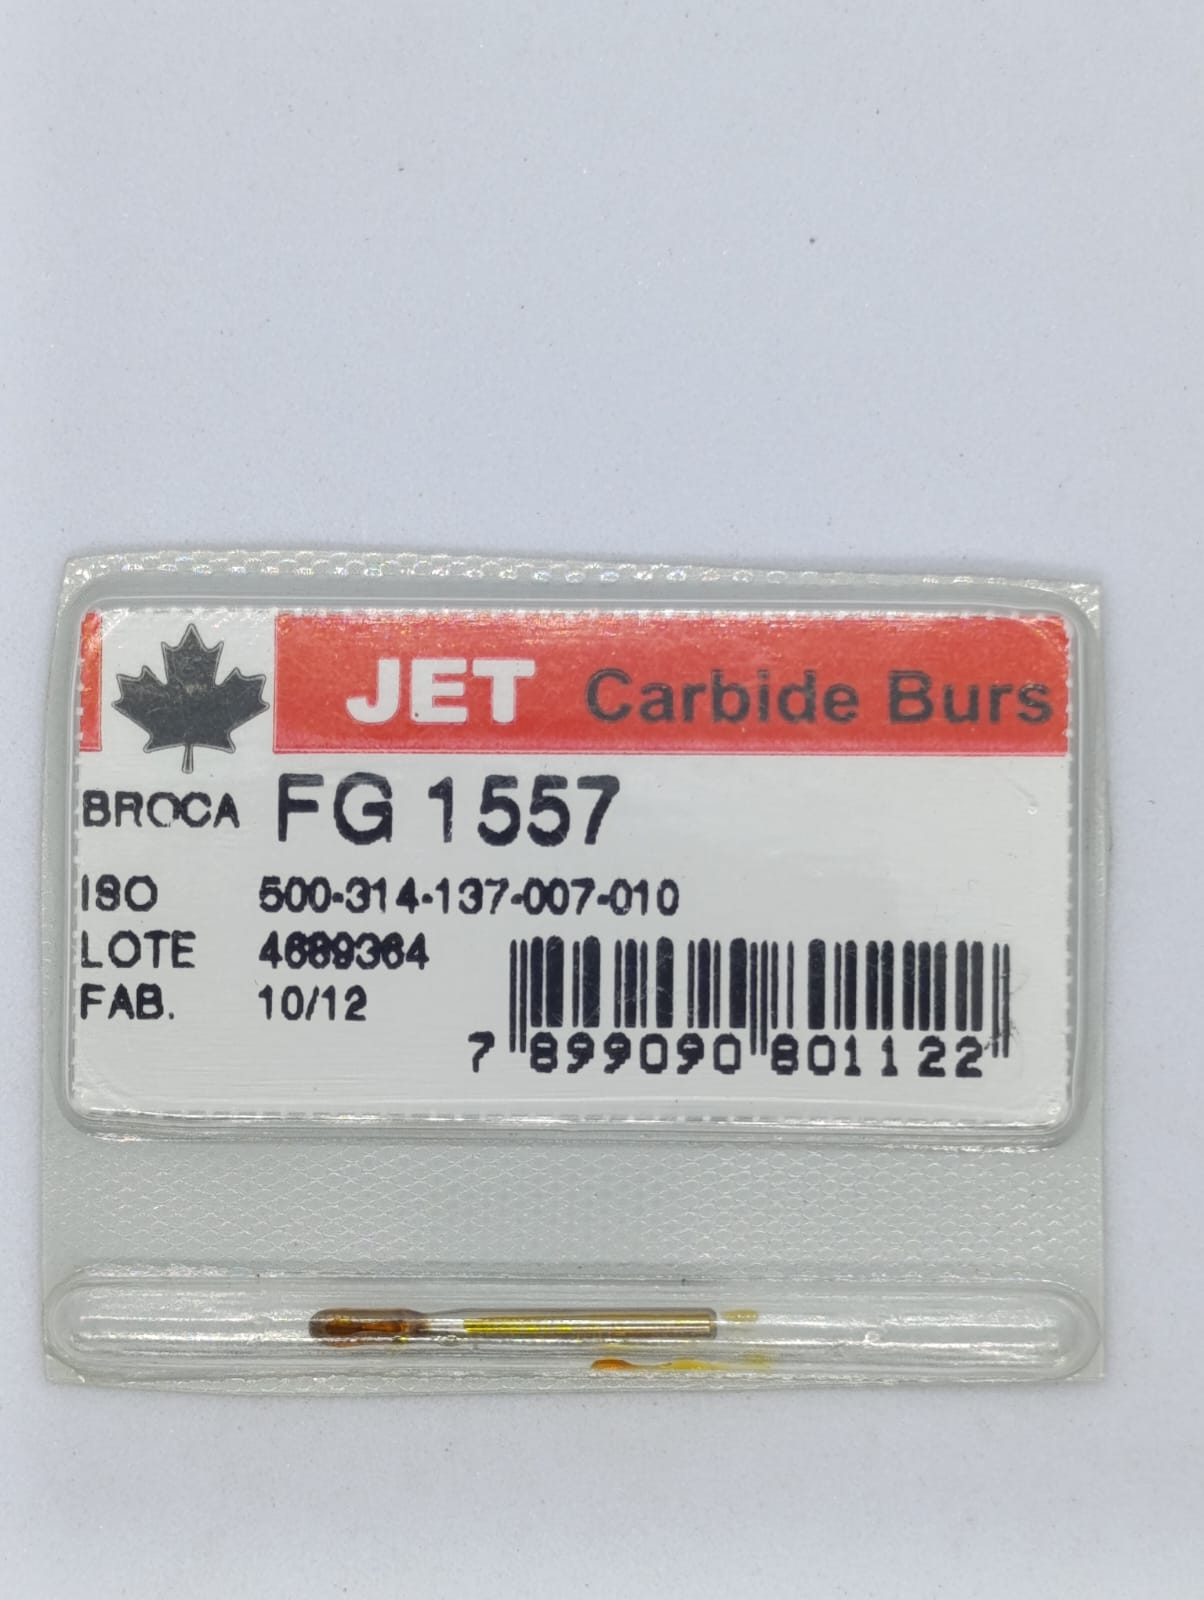 JET Carbide Burs
BROCA FG 1557
ISO 500-314-137-007-010
LOTE 4689364
FAB. 10/12
7 899090 801122